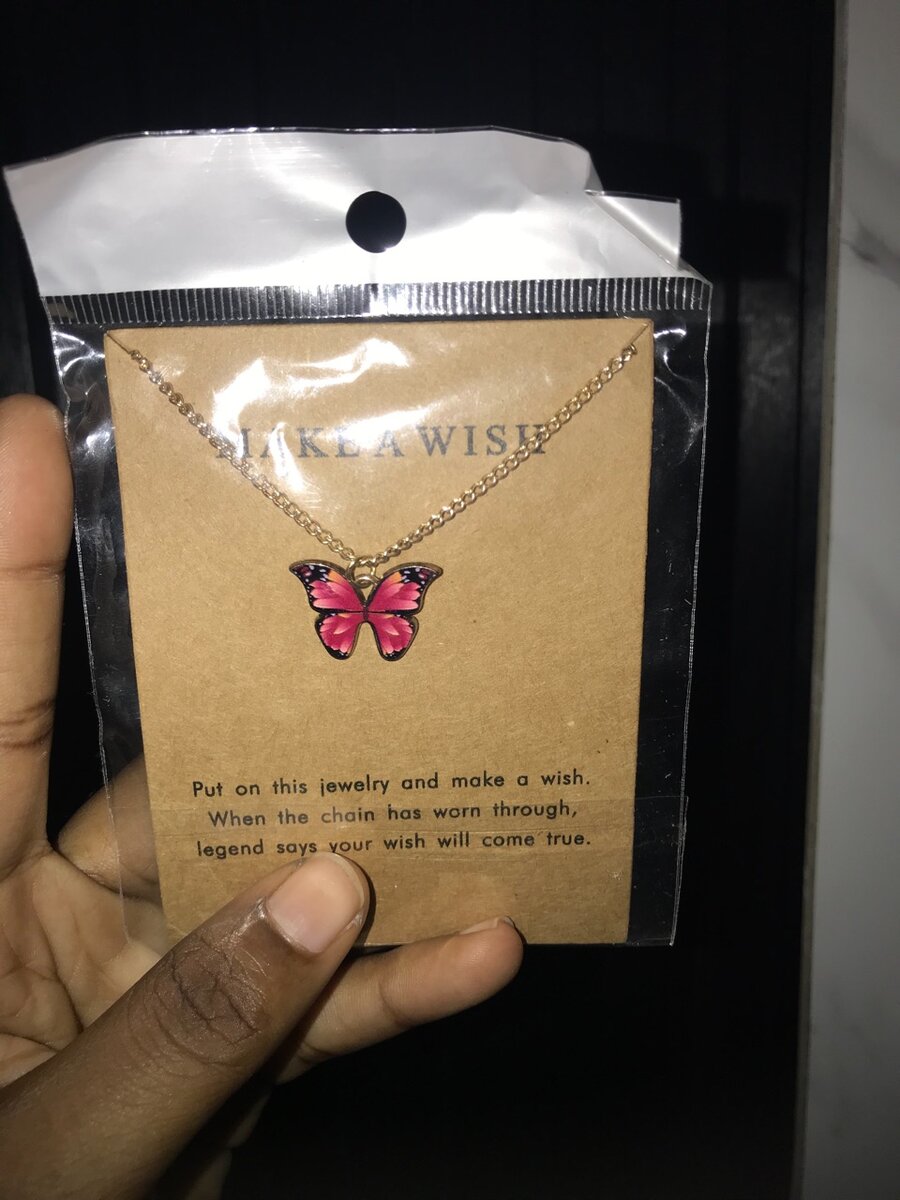 MAKE A WISH
Put on this jewelry and make a wish.
When the chain has worn through,
legend says your wish will come true.